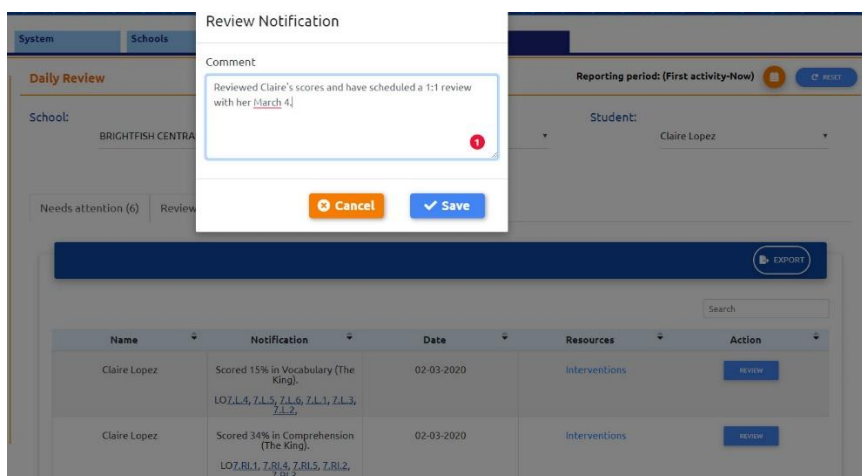 Review Notification
System
Schools
Comment
Reviewed Claire's scores and have scheduled a 1:1 review
with her March 4.
1
Daily Review
Reporting period: (First activity-Now)
RESET
School:
BRIGHTFISH CENTRA
Student:
Claire Lopez
Cancel
Save
Needs attention (6)
Review
EXPORT
Search
Name
Notification
Date
Resources
Action
Claire Lopez
Scored 15% in Vocabulary (The
King).
LO7.L.4, 7.L.5, 7.L.6, 7.L.1, 7.L.3,
7.L.2,
02-03-2020
Interventions
REVIEW
Claire Lopez
Scored 34% in Comprehension
(The King).
LO7.RI.1, 7.RI.4, 7.RI.5, 7.RI.2,
02-03-2020
Interventions
REVIEW